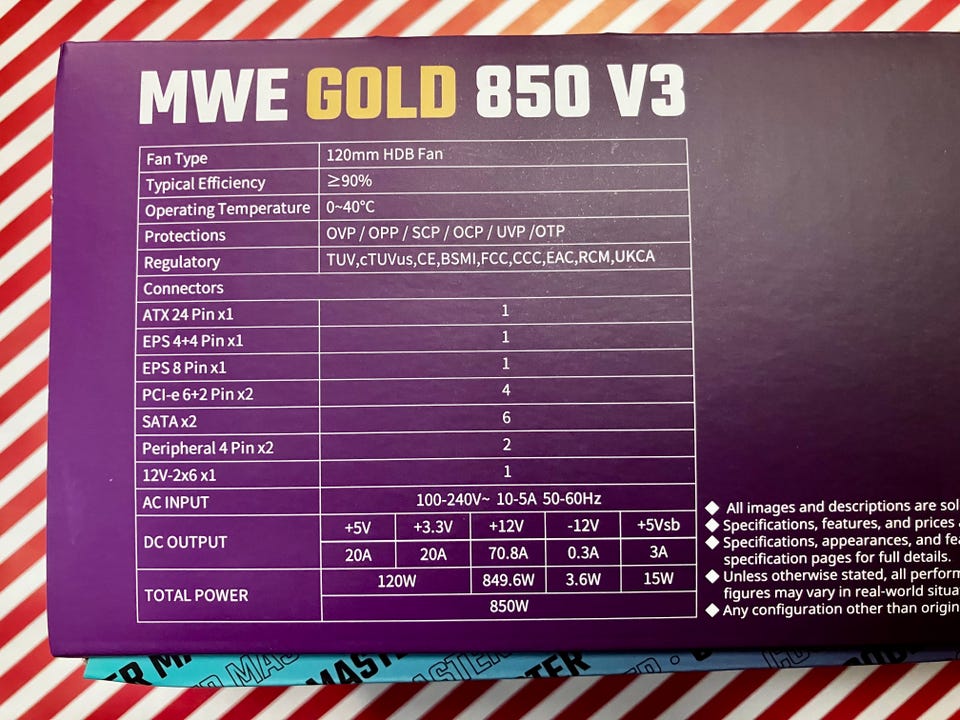 MWE GOLD 850 V3
Fan Type 120mm HDB Fan
Typical Efficiency ≥90%
Operating Temperature 0~40°C
Protections OVP / OPP / SCP / OCP / UVP /OTP
Regulatory TUV,cTUVus,CE,BSMI,FCC,CCC,EAC,RCM,UKCA
Connectors
ATX 24 Pin x1 1
EPS 4+4 Pin x1 1
EPS 8 Pin x1 1
PCI-e 6+2 Pin x2 4
SATA x2 6
Peripheral 4 Pin x2 2
12V-2x6 x1 1
AC INPUT 100-240V~ 10-5A 50-60Hz
DC OUTPUT +5V +3.3V +12V -12V +5Vsb
20A 20A 70.8A 0.3A 3A
TOTAL POWER 120W 849.6W 3.6W 15W
850W
◆ All images and descriptions are
◆ Specifications, features, and prices
◆ Specifications, appearances, and
specification pages for full details.
◆ Unless otherwise stated, all
figures may vary in real-world
◆ Any configuration other than